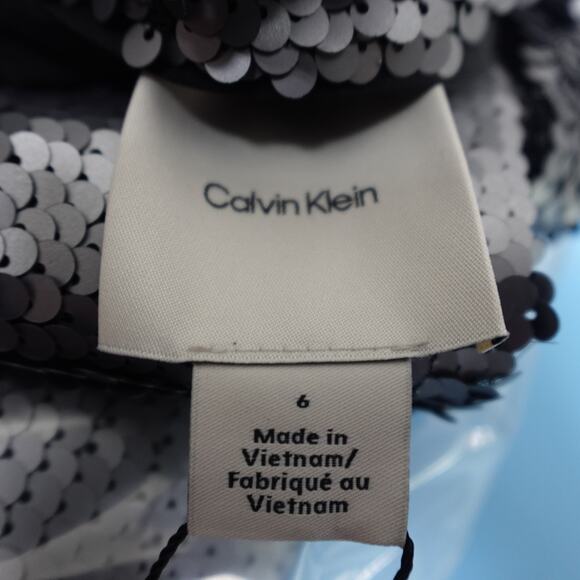 Calvin Klein
6
Made in
Vietnam/
Fabriqué au
Vietnam